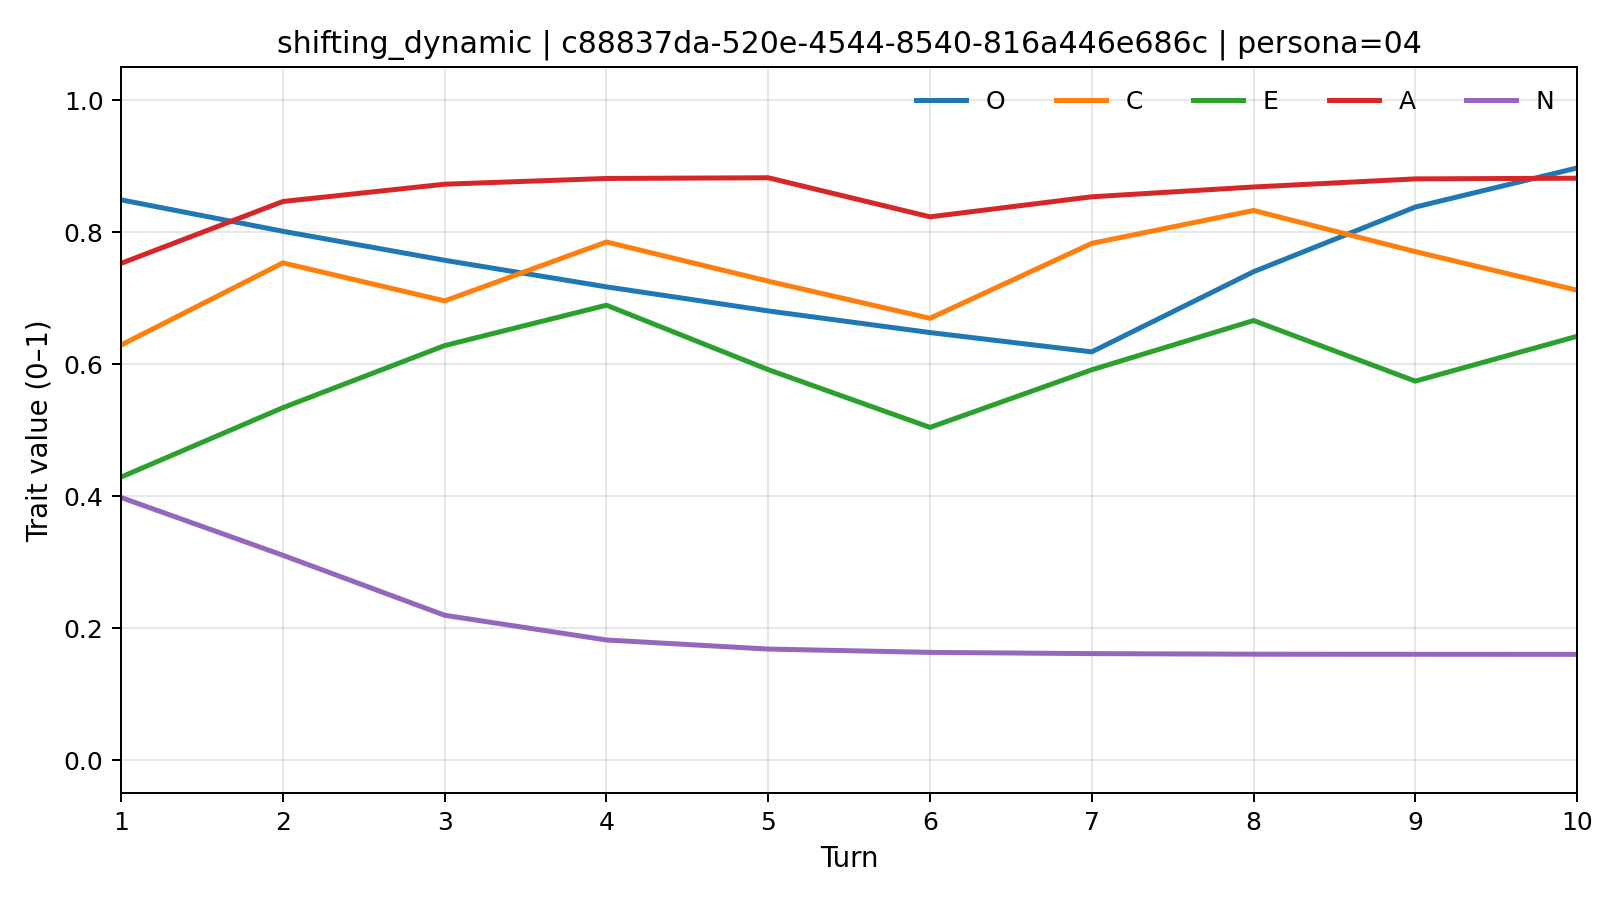 shifting_dynamic | c88837da-520e-4544-8540-816a446e686c | persona=04
O C E A N
1.0
0.8
0.6
0.4
0.2
0.0
Trait value (0–1)
1 2 3 4 5 6 7 8 9 10
Turn